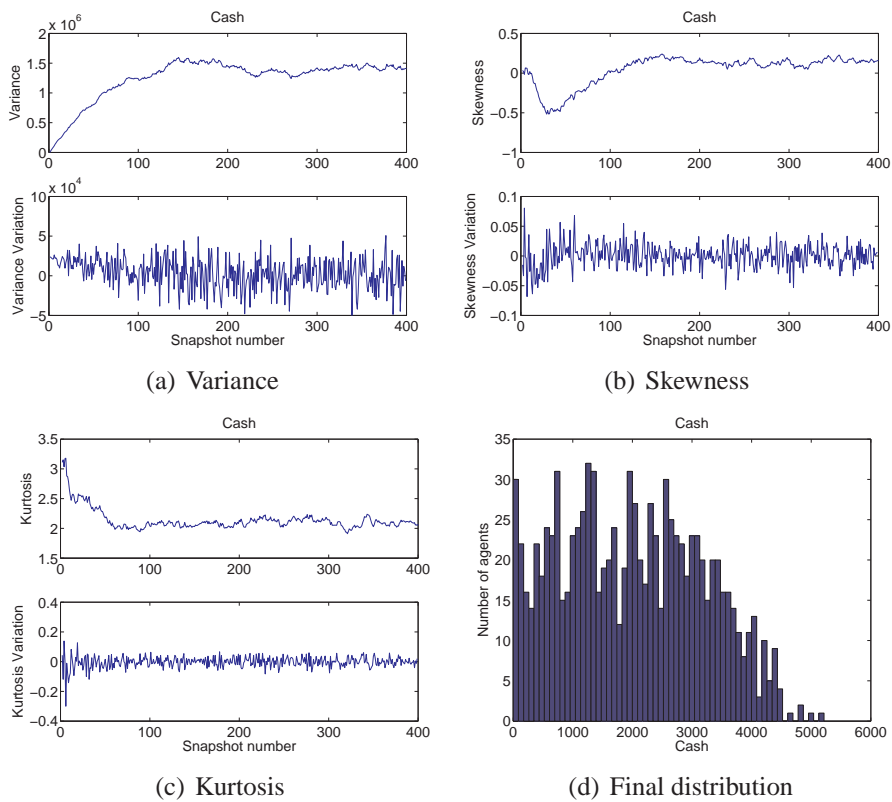 Cash
x 10^6
2
1.5
1
0.5
0
Variance
0 100 200 300 400
x 10^4
10
5
0
−5
Variance Variation
0 100 200 300 400
Snapshot number
(a) Variance
Cash
1
0.5
0
−0.5
−1
Skewness
0 100 200 300 400
0.1
0.05
0
−0.05
−0.1
Skewness Variation
0 100 200 300 400
Snapshot number
(b) Skewness
Cash
3.5
3
2.5
2
1.5
Kurtosis
0 100 200 300 400
0.4
0.2
0
−0.2
−0.4
Kurtosis Variation
0 100 200 300 400
Snapshot number
(c) Kurtosis
Cash
35
30
25
20
15
10
5
0
Number of agents
0 1000 2000 3000 4000 5000 6000
Cash
(d) Final distribution